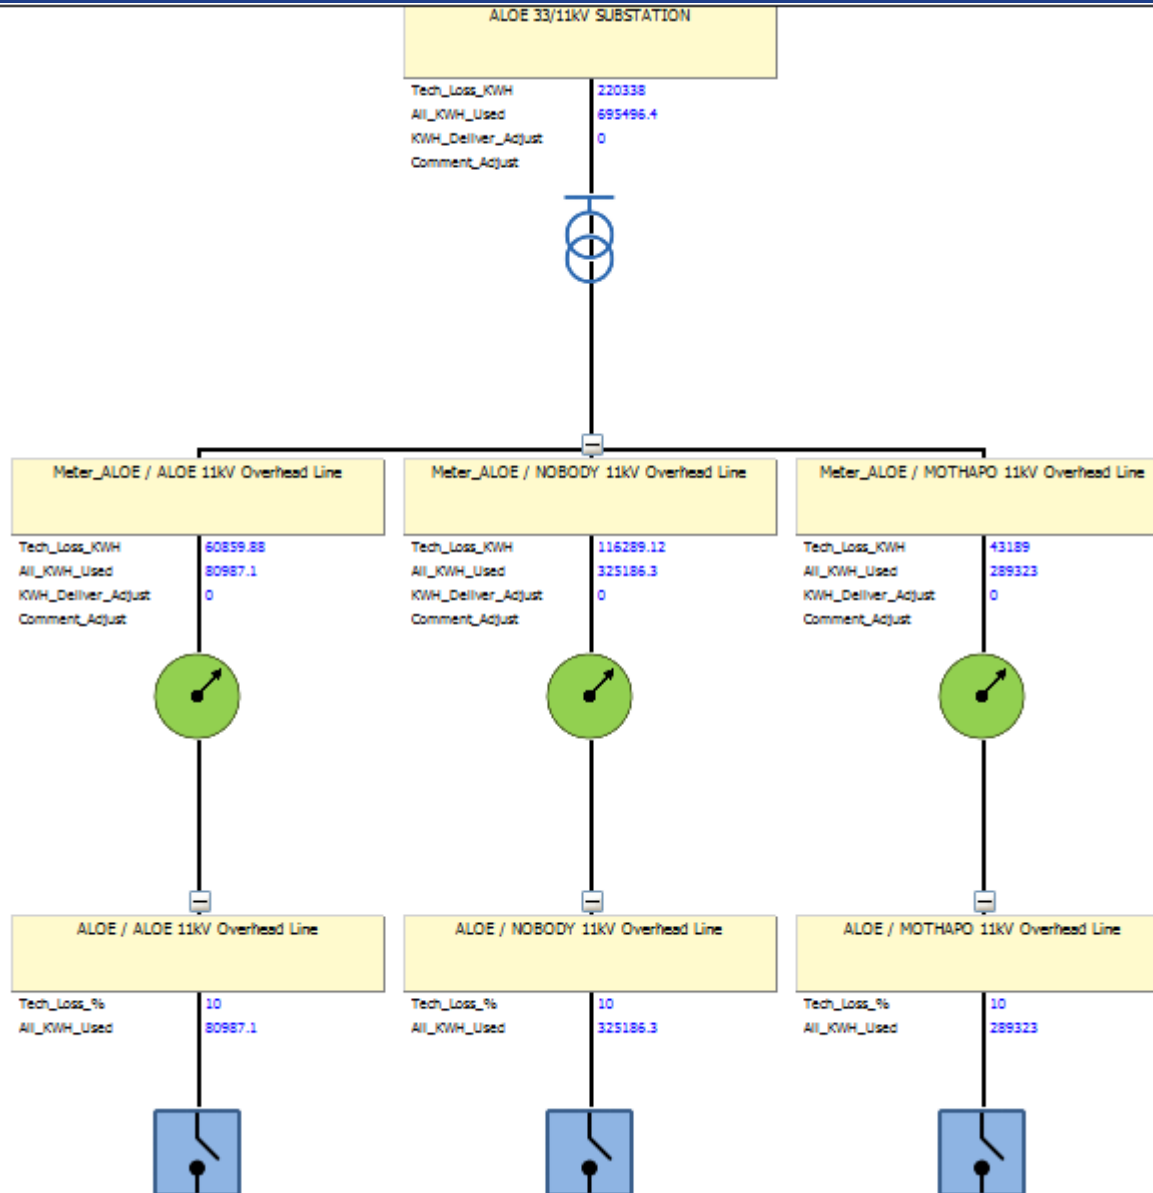 ALOE 33/11kV SUBSTATION
Tech_Loss_KWH 220338
All_KWH_Used 695496.4
KWH_Deliver_Adjust 0
Comment_Adjust
Meter_ALOE / ALOE 11kV Overhead Line
Tech_Loss_KWH 60859.88
All_KWH_Used 80987.1
KWH_Deliver_Adjust 0
Comment_Adjust
Meter_ALOE / NOBODY 11kV Overhead Line
Tech_Loss_KWH 116289.12
All_KWH_Used 325186.3
KWH_Deliver_Adjust 0
Comment_Adjust
Meter_ALOE / MOTHAPO 11kV Overhead Line
Tech_Loss_KWH 43189
All_KWH_Used 289323
KWH_Deliver_Adjust 0
Comment_Adjust
ALOE / ALOE 11kV Overhead Line
Tech_Loss_% 10
All_KWH_Used 80987.1
ALOE / NOBODY 11kV Overhead Line
Tech_Loss_% 10
All_KWH_Used 325186.3
ALOE / MOTHAPO 11kV Overhead Line
Tech_Loss_% 10
All_KWH_Used 289323